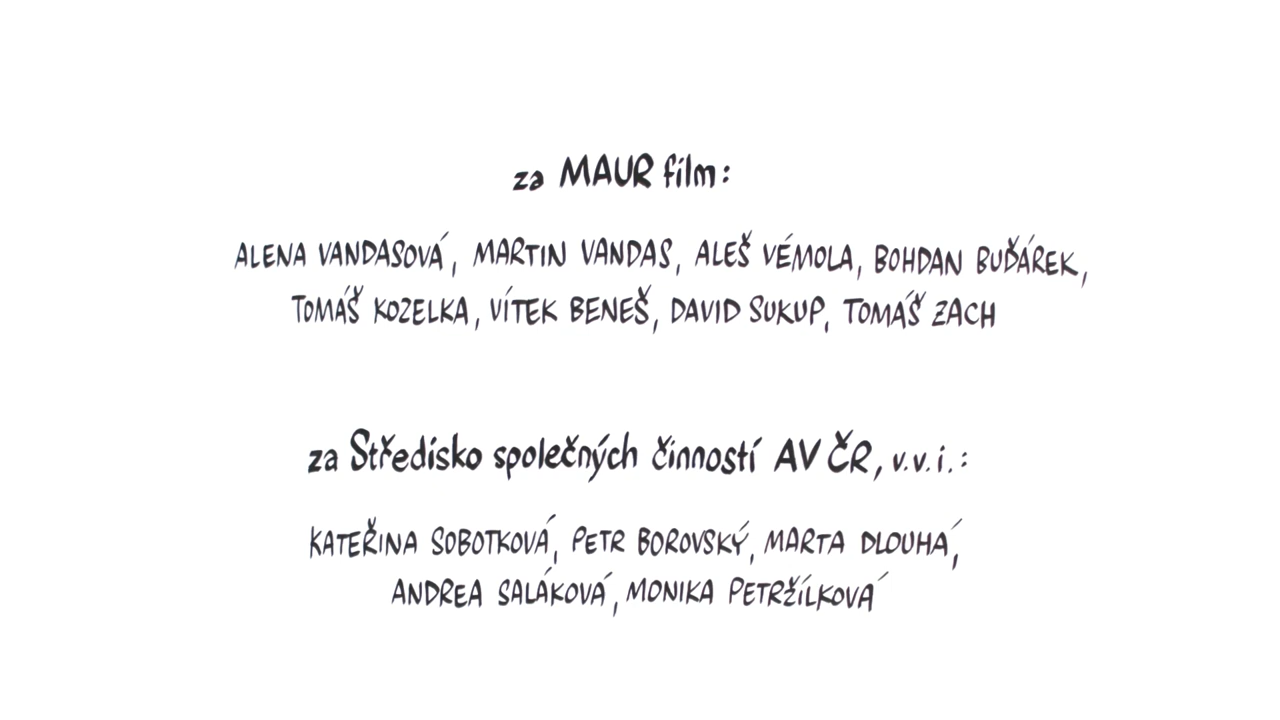 za MAUR film:
ALENA VANDASOVÁ, MARTIN VANDAS, ALEŠ VÉMOLA, BOHDAN BUĎÁREK,
TOMÁŠ KOZELKA, VÍTEK BENEŠ, DAVID SUKUP, TOMÁŠ ZACH
za Středisko společných činností AV ČR, v.v.i.:
KATEŘINA SOBOTKOVÁ, PETR BOROVSKÝ, MARTA DLOUHÁ,
ANDREA SALÁKOVÁ, MONIKA PETRŽÍLKOVÁ